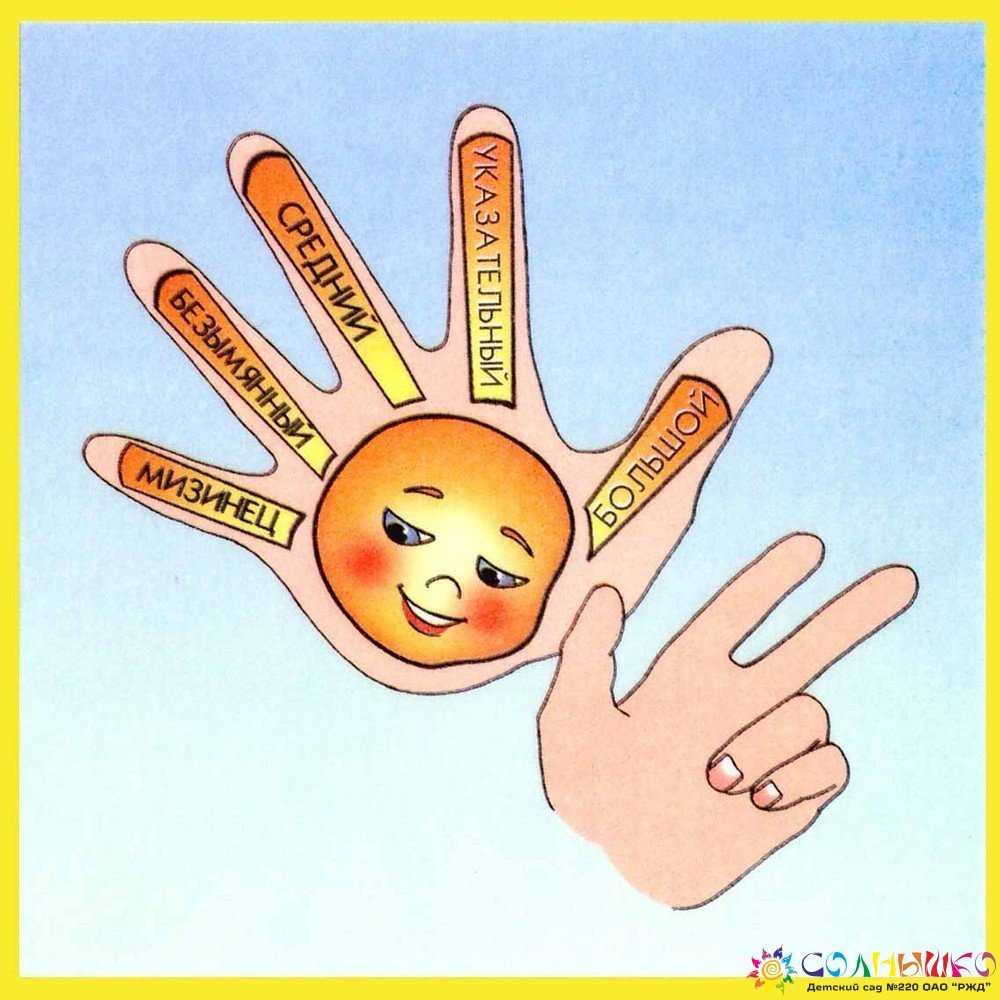 МИЗИНЕЦ
БЕЗЫМЯННЫЙ
СРЕДНИЙ
УКАЗАТЕЛЬНЫЙ
БОЛЬШОЙ
СОЛНЫШКО
Детский сад №220 ОАО "РЖД"